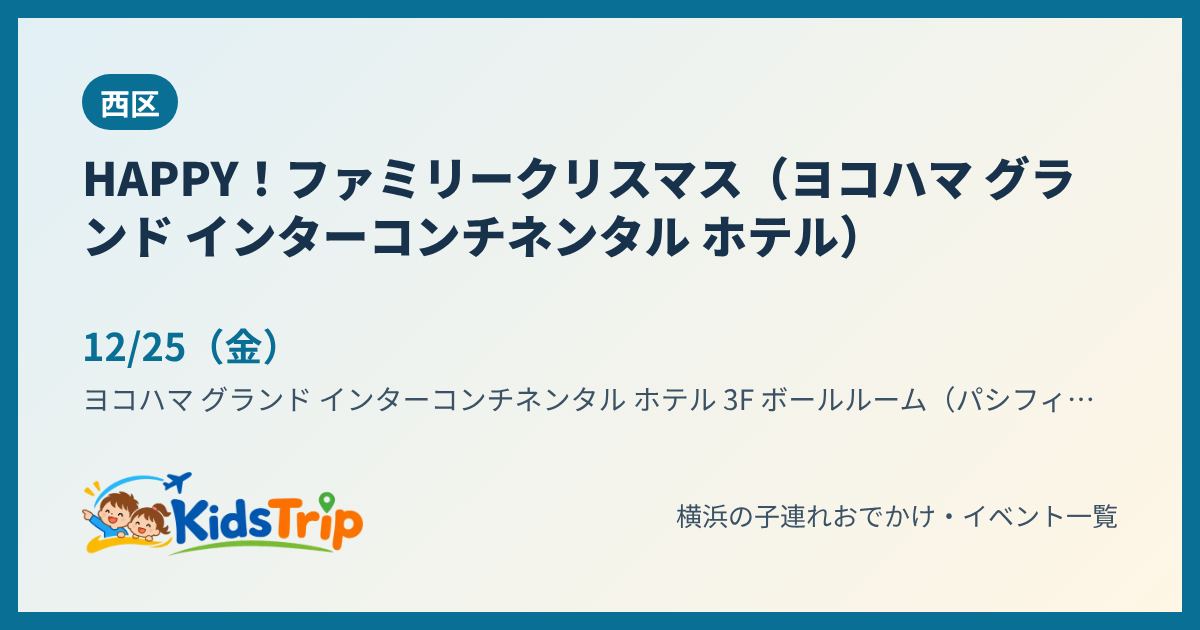 西区
HAPPY！ファミリークリスマス（ヨコハマ グラ
ンド インターコンチネンタル ホテル）
12/25（金）
ヨコハマ グランド インターコンチネンタル ホテル 3F ボールルーム（パシフィ…
KidsTrip
横浜の子連れおでかけ・イベント一覧